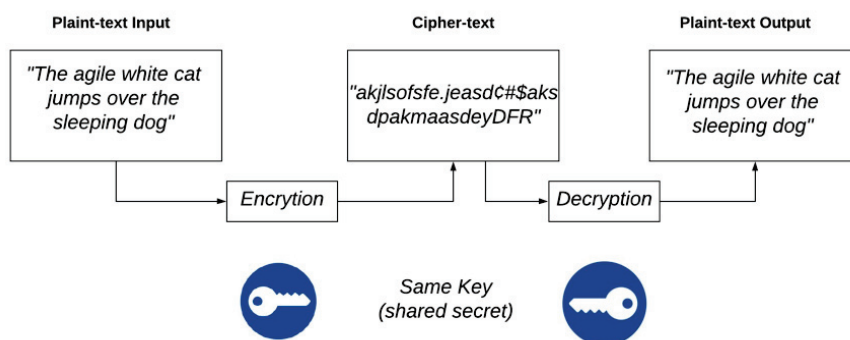 Plaint-text Input
Cipher-text
Plaint-text Output
"The agile white cat
jumps over the
sleeping dog"
"akjlsofsfe.jeasd¢#$aks
dpakmaasdeyDFR"
"The agile white cat
jumps over the
sleeping dog"
Encrytion
Decryption
Same Key
(shared secret)